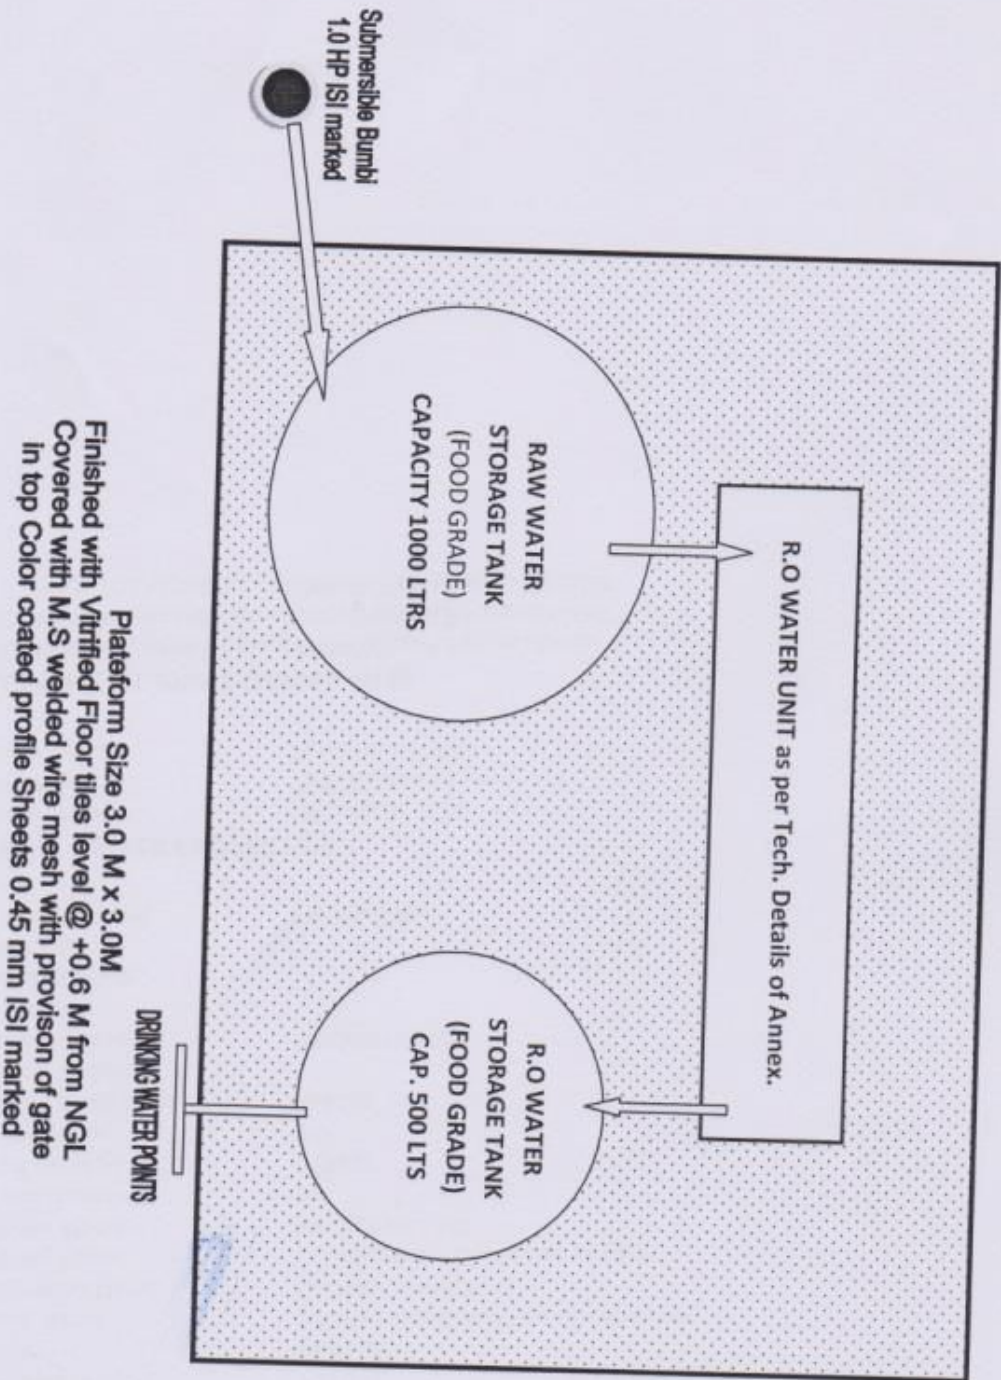 R.O WATER UNIT as per Tech. Details of Annex.
RAW WATER
STORAGE TANK
(FOOD GRADE)
CAPACITY 1000 LTRS
R.O WATER
STORAGE TANK
(FOOD GRADE)
CAP. 500 LTS
Submersible Bumbi
1.0 HP ISI marked
DRINKING WATER POINTS
Plateform Size 3.0 M x 3.0M
Finished with Vitrified Floor tiles level @ +0.6 M from NGL
Covered with M.S welded wire mesh with provison of gate
in top Color coated profile Sheets 0.45 mm ISI marked